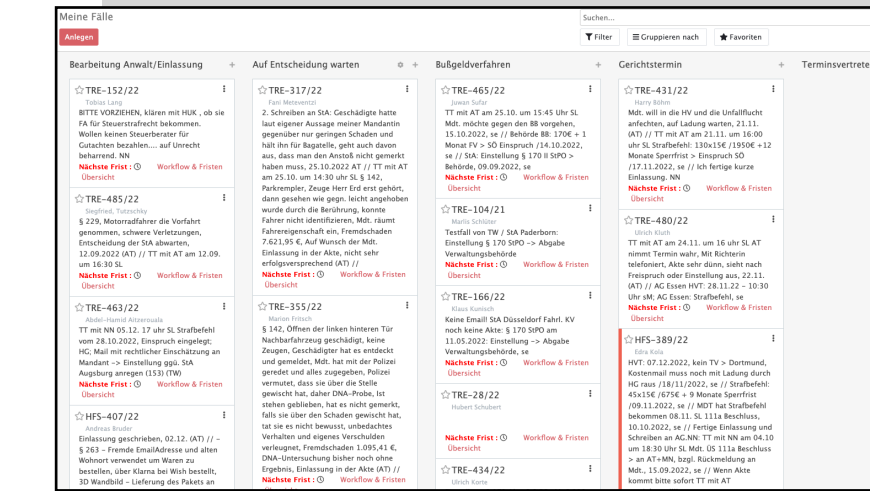 Meine Fälle
Suchen...
Anlegen
Filter
Gruppieren nach
Favoriten
Bearbeitung Anwalt/Einlassung +
TRE-152/22
Tobias Lang
BITTE VORZIEHEN, klären mit HUK , ob sie
FA für Steuerstrafrecht bekommen.
Wollen keinen Steuerberater für
Gutachten bezahlen.... auf Unrecht
beharrend. NN
Nächste Frist : Workflow & Fristen
Übersicht
TRE-485/22
Siegfried, Tutzschky
§ 229, Motorradfahrer die Vorfahrt
genommen, schwere Verletzungen,
Entscheidung der StA abwarten,
12.09.2022 (AT) // TT mit AT am 12.09.
um 16:30 SL
Nächste Frist : Workflow & Fristen
Übersicht
TRE-463/22
Abdel-Hamid Aitzerouala
TT mit NN 05.12. 17 uhr SL Strafbefehl
vom 28.10.2022, Einspruch eingelegt;
HG; Mail mit rechtlicher Einschätzung an
Mandant -> Einstellung ggü. StA
Augsburg anregen (153) (TW)
Nächste Frist : Workflow & Fristen
Übersicht
HFS-407/22
Andreas Bruder
Einlassung geschrieben, 02.12. (AT) // -
§ 263 - Fremde EmailAdresse und alten
Wohnort verwendet um Waren zu
bestellen, über Klarna bei Wish bestellt,
3D Wandbild - Lieferung des Pakets an
Auf Entscheidung warten +
TRE-317/22
Fani Meleventzi
2. Schreiben an StA: Geschädigte hatte
laut eigener Aussage meiner Mandantin
gegenüber nur geringen Schaden und
hält ihn für Bagatelle, geht auch davon
aus, dass man den Anstoß nicht gemerkt
haben muss, 25.10.2022 AT // TT mit AT
am 25.10. um 14:30 uhr SL § 142,
Parkrempler, Zeuge Herr Erd erst gehört,
dann gesehen wie gegn. leicht angehoben
wurde durch die Berührung, konnte
Fahrer nicht identifizieren, Mdt. räumt
Fahrereigenschaft ein, Fremdschaden
7.621,95 €, Auf Wunsch der Mdt.
Einlassung in der Akte, nicht sehr
erfolgsversprechend (AT) //
Nächste Frist : Workflow & Fristen
Übersicht
TRE-355/22
Marion Fritsch
§ 142, Öffnen der linken hinteren Tür
Nachbarfahrzeug geschädigt, keine
Zeugen, Geschädigter hat es entdeckt
und gemeldet, Mdt. hat mit der Polizei
geredet und alles zugegeben, Polizei
vermutet, dass sie über die Stelle
gewischt hat, daher DNA-Probe, Ist
stehen geblieben, hat es nicht gemerkt,
falls sie über den Schaden gewischt hat,
tat sie es nicht bewusst, unbedachtes
Verhalten und eigenes Verschulden
verleugnet, Fremdschaden 1.095,41 €,
DNA-Untersuchung bisher noch ohne
Ergebnis, Einlassung in der Akte (AT) //
Nächste Frist : Workflow & Fristen
Übersicht
Bußgeldverfahren +
TRE-465/22
Juwan Sufar
TT mit AT am 25.10. um 15:45 Uhr SL
Mdt. möchte gegen den BB vorgehen,
15.10.2022, se // Behörde BB: 170€ + 1
Monat FV > SÖ Einspruch /14.10.2022,
se // StA: Einstellung § 170 II StPO >
Behörde, 09.09.2022, se
Nächste Frist : Workflow & Fristen
Übersicht
TRE-104/21
Marlis Schlüter
Testfall von TW / StA Paderborn:
Einstellung § 170 StPO -> Abgabe
Verwaltungsbehörde
Nächste Frist : Workflow & Fristen
Übersicht
TRE-166/22
Klaus Kunisch
Keine Email! StA Düsseldorf Fahrl. KV
noch keine Akte: § 170 StPO am
11.05.2022: Einstellung -> Abgabe
Verwaltungsbehörde, se
Nächste Frist : Workflow & Fristen
Übersicht
TRE-28/22
Hubert Schubert
Nächste Frist : Workflow & Fristen
Übersicht
TRE-434/22
Ulrich Korte
Gerichtstermin +
TRE-431/22
Harry Böhm
Mdt. will in die HV und die Unfallflucht
anfechten, auf Ladung warten, 21.11.
(AT) // TT mit AT am 21.11. um 16:00
uhr SL Strafbefehl: 130x15€ /1950€ +12
Monate Sperrfrist > Einspruch SÖ
/17.11.2022, se // Ich fertige kurze
Einlassung. NN
Nächste Frist : Workflow & Fristen
Übersicht
TRE-480/22
Ulrich Kluth
TT mit AT am 24.11. um 16 uhr SL AT
nimmt Termin wahr, Mit Richterin
telefoniert, Akte sehr dünn, sieht nach
Freispruch oder Einstellung aus, 22.11.
(AT) // AG Essen HVT: 28.11.22 - 10:30
Uhr sM; AG Essen: Strafbefehl, se
Nächste Frist : Workflow & Fristen
Übersicht
HFS-389/22
Edra Kola
HVT: 07.12.2022, kein TV > Dortmund,
Kostenmail muss noch mit Ladung durch
HG raus /18/11/2022, se // Strafbefehl:
45x15€ /675€ + 9 Monate Sperrfrist
/09.11.2022, se // MDT hat Strafbefehl
bekommen 08.11. SL 111a Beschluss,
10.10.2022, se // Fertige Einlassung und
Schreiben an AG.NN: TT mit NN am 04.10
um 18:30 Uhr SL Mdt. ÜS 111a Beschluss
> an AT+MN, bzgl. Rückmeldung an
Mdt., 15.09.2022, se // Wenn Akte
kommt bitte sofort TT mit AT
Terminsvertrete